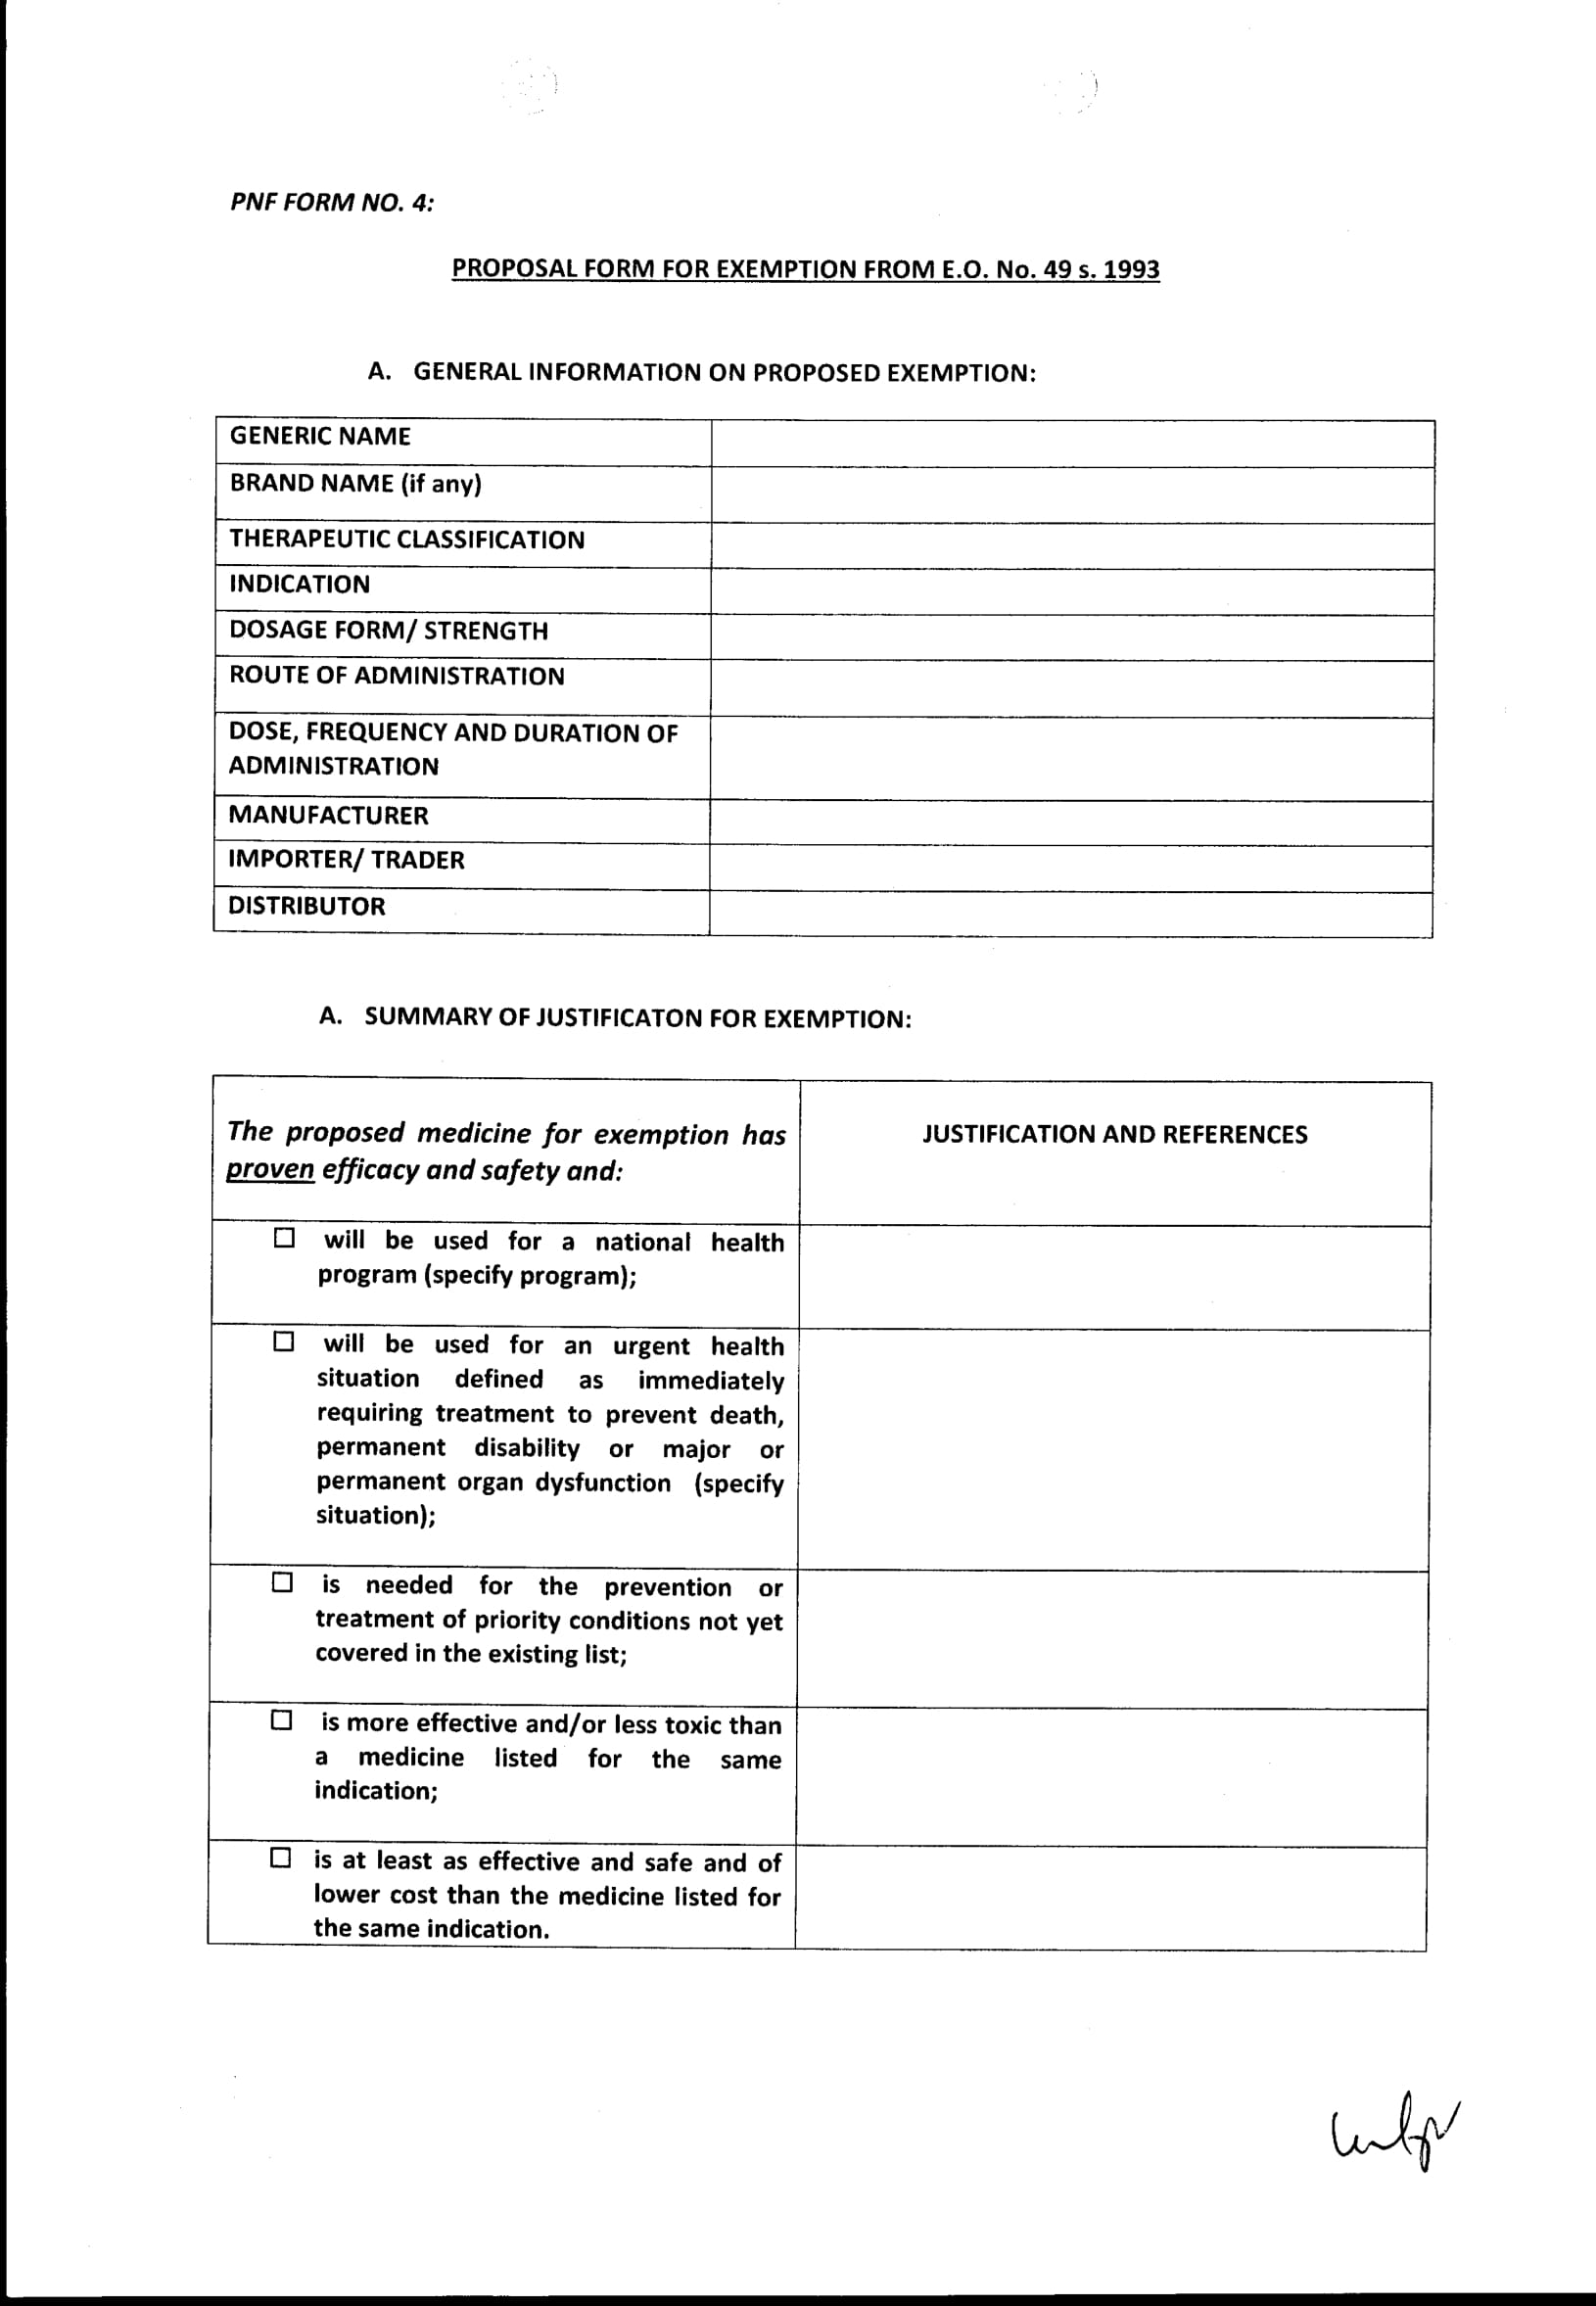 PNF FORM NO. 4:
PROPOSAL FORM FOR EXEMPTION FROM E.O. No. 49 s. 1993
A. GENERAL INFORMATION ON PROPOSED EXEMPTION:
GENERIC NAME
BRAND NAME (if any)
THERAPEUTIC CLASSIFICATION
INDICATION
DOSAGE FORM/ STRENGTH
ROUTE OF ADMINISTRATION
DOSE, FREQUENCY AND DURATION OF
ADMINISTRATION
MANUFACTURER
IMPORTER/ TRADER
DISTRIBUTOR
A. SUMMARY OF JUSTIFICATON FOR EXEMPTION:
The proposed medicine for exemption has
proven efficacy and safety and:
JUSTIFICATION AND REFERENCES
☐ will be used for a national health
program (specify program);
☐ will be used for an urgent health
situation defined as immediately
requiring treatment to prevent death,
permanent disability or major or
permanent organ dysfunction (specify
situation);
☐ is needed for the prevention or
treatment of priority conditions not yet
covered in the existing list;
☐ is more effective and/or less toxic than
a medicine listed for the same
indication;
☐ is at least as effective and safe and of
lower cost than the medicine listed for
the same indication.